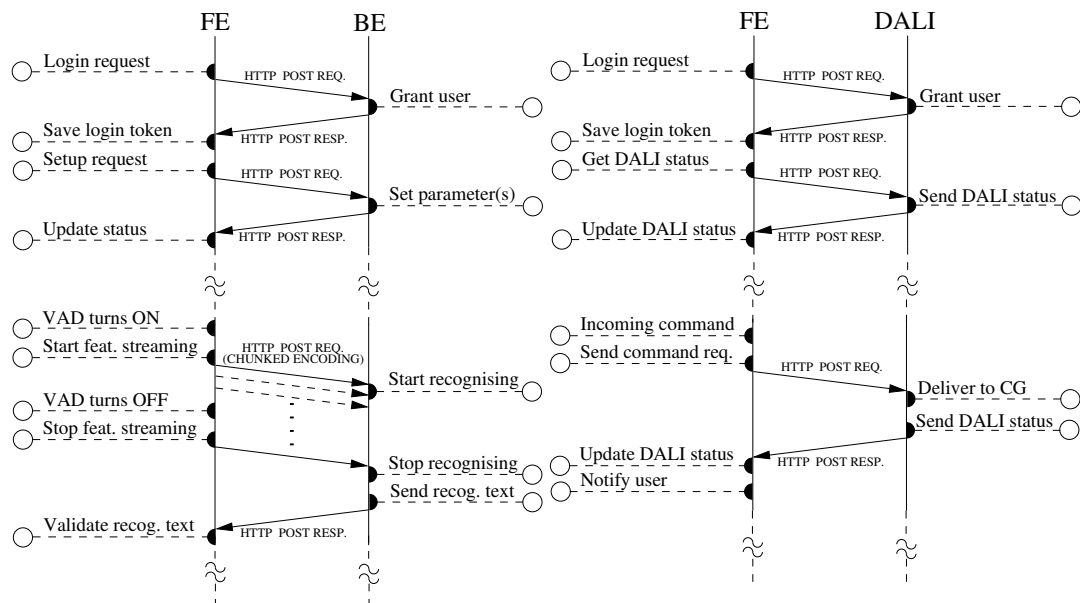 FE
BE
Login request
HTTP POST REQ.
Grant user
Save login token
HTTP POST RESP.
Setup request
HTTP POST REQ.
Set parameter(s)
Update status
HTTP POST RESP.
VAD turns ON
Start feat. streaming
HTTP POST REQ.
(CHUNKED ENCODING)
Start recognising
VAD turns OFF
Stop feat. streaming
Stop recognising
Send recog. text
Validate recog. text
HTTP POST RESP.
FE
DALI
Login request
HTTP POST REQ.
Grant user
Save login token
HTTP POST RESP.
Get DALI status
HTTP POST REQ.
Send DALI status
Update DALI status
HTTP POST RESP.
Incoming command
Send command req.
HTTP POST REQ.
Deliver to CG
Send DALI status
Update DALI status
HTTP POST RESP.
Notify user